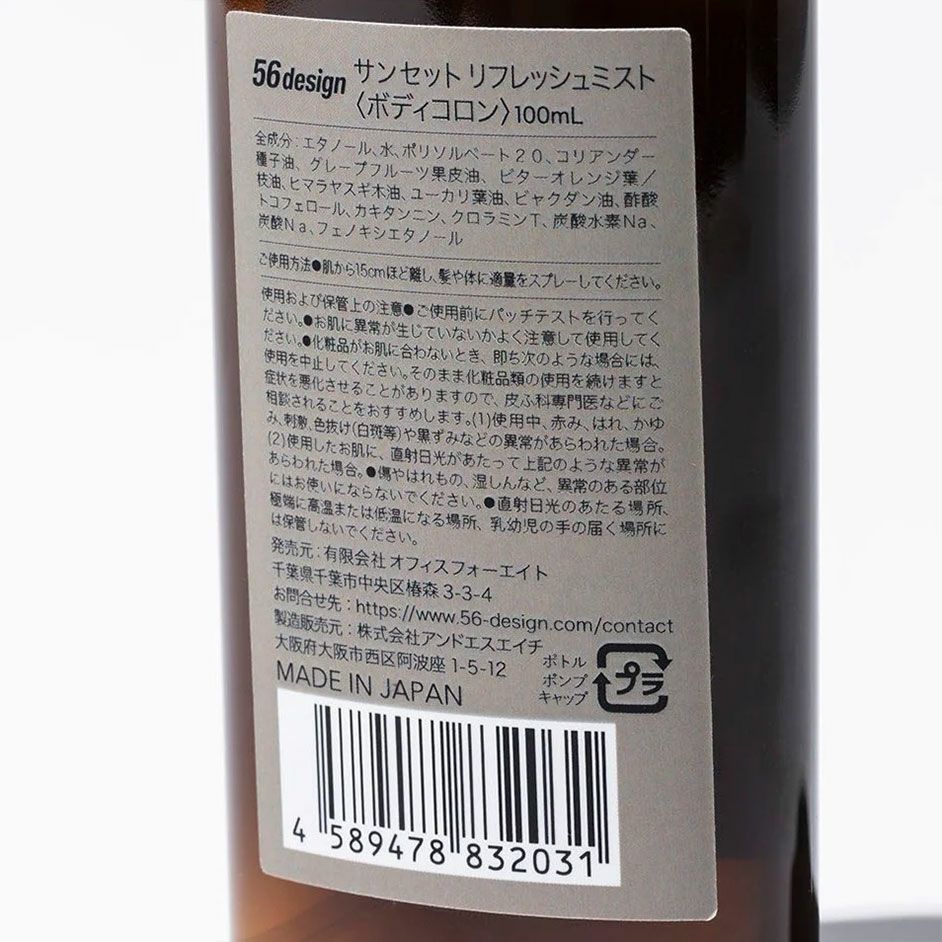 56design サンセット リフレッシュミスト
〈ボディコロン〉100mL
全成分：エタノール、水、ポリソルベート２０、コリアンダー
種子油、グレープフルーツ果皮油、ビターオレンジ葉／
枝油、ヒマラヤスギ木油、ユーカリ葉油、ビャクダン油、酢酸
トコフェロール、カキタンニン、クロラミンT、炭酸水素Na、
炭酸Na、フェノキシエタノール
ご使用方法●肌から15cmほど離し、髪や体に適量をスプレーしてください。
使用および保管上の注意●ご使用前にパッチテストを行ってく
ださい。●お肌に異常が生じていないかよく注意して使用してく
ださい。●化粧品がお肌に合わないとき、即ち次のような場合には、
使用を中止してください。そのまま化粧品類の使用を続けますと
症状を悪化させることがありますので、皮ふ科専門医などにご
相談されることをおすすめします。(1)使用中、赤み、はれ、かゆ
み、刺激、色抜け(白斑等)や黒ずみなどの異常があらわれた場合。
(2)使用したお肌に、直射日光があたって上記のような異常が
あらわれた場合。●傷やはれもの、湿しんなど、異常のある部位
にはお使いにならないでください。●直射日光のあたる場所、
極端に高温または低温になる場所、乳幼児の手の届く場所に
は保管しないでください。
発売元：有限会社 オフィスフォーエイト
千葉県千葉市中央区椿森 3-3-4
お問合せ先：https://www.56-design.com/contact
製造販売元：株式会社アンドエスエイチ
大阪府大阪市西区阿波座 1-5-12
MADE IN JAPAN
ボトル
ポンプ
キャップ
プラ
4 589478 832031